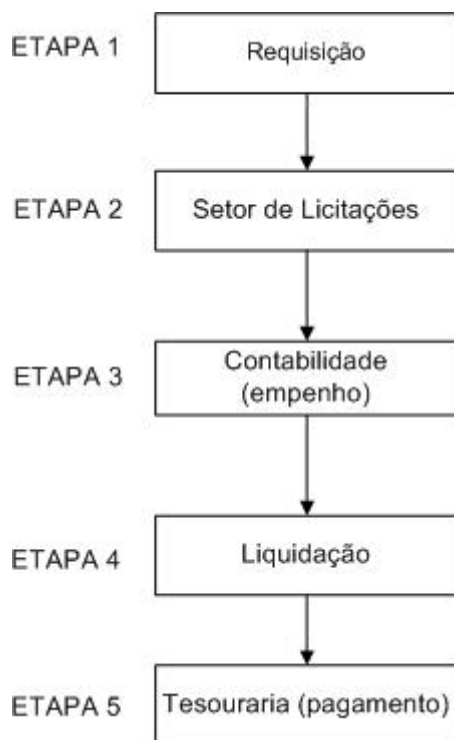 ETAPA 1
Requisição
ETAPA 2
Setor de Licitações
ETAPA 3
Contabilidade
(empenho)
ETAPA 4
Liquidação
ETAPA 5
Tesouraria (pagamento)